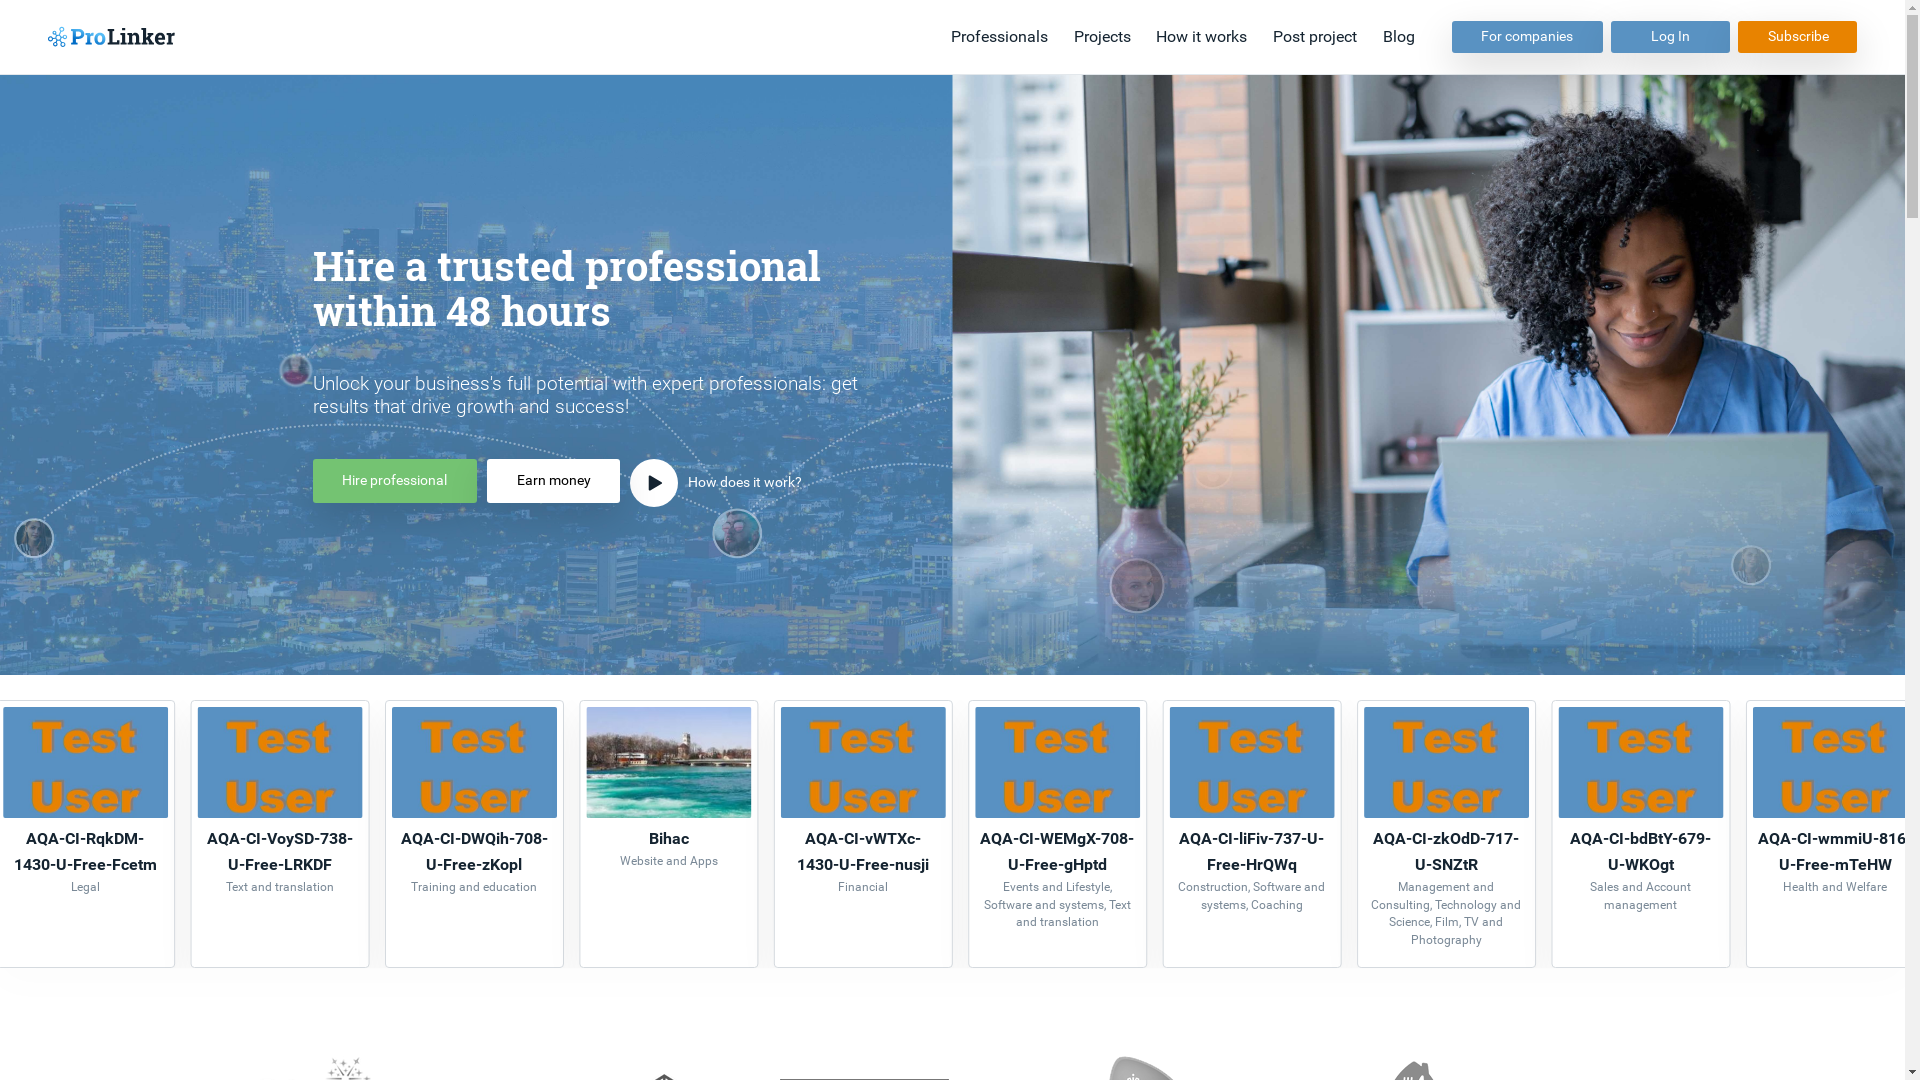 ProLinker
Professionals
Projects
How it works
Post project
Blog
For companies
Log In
Subscribe
Hire a trusted professional
within 48 hours
Unlock your business's full potential with expert professionals: get
results that drive growth and success!
Hire professional
Earn money
How does it work?
Test
User
AQA-CI-RqkDM-
1430-U-Free-Fcetm
Legal
Test
User
AQA-CI-VoySD-738-
U-Free-LRKDF
Text and translation
Test
User
AQA-CI-DWQih-708-
U-Free-zKopl
Training and education
Bihac
Website and Apps
Test
User
AQA-CI-vWTXc-
1430-U-Free-nusji
Financial
Test
User
AQA-CI-WEMgX-708-
U-Free-gHptd
Events and Lifestyle,
Software and systems, Text
and translation
Test
User
AQA-CI-liFiv-737-U-
Free-HrQWq
Construction, Software and
systems, Coaching
Test
User
AQA-CI-zkOdD-717-
U-SNZtR
Management and
Consulting, Technology and
Science, Film, TV and
Photography
Test
User
AQA-CI-bdBtY-679-
U-WKOgt
Sales and Account
management
Test
User
AQA-CI-wmmiU-816
U-Free-mTeHW
Health and Welfare